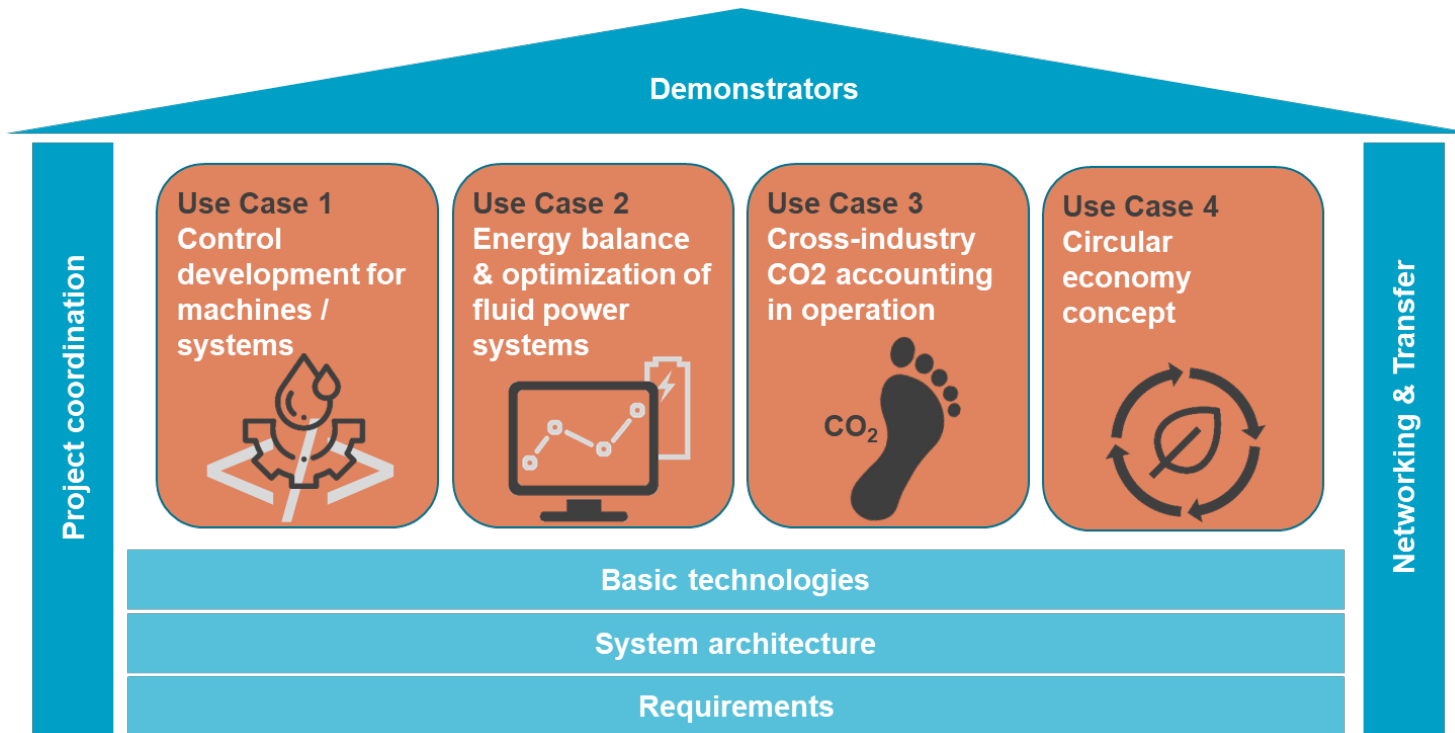 Demonstrators
Project coordination
Use Case 1
Control
development for
machines /
systems
Use Case 2
Energy balance
& optimization of
fluid power
systems
Use Case 3
Cross-industry
CO2 accounting
in operation
CO₂
Use Case 4
Circular
economy
concept
Networking & Transfer
Basic technologies
System architecture
Requirements